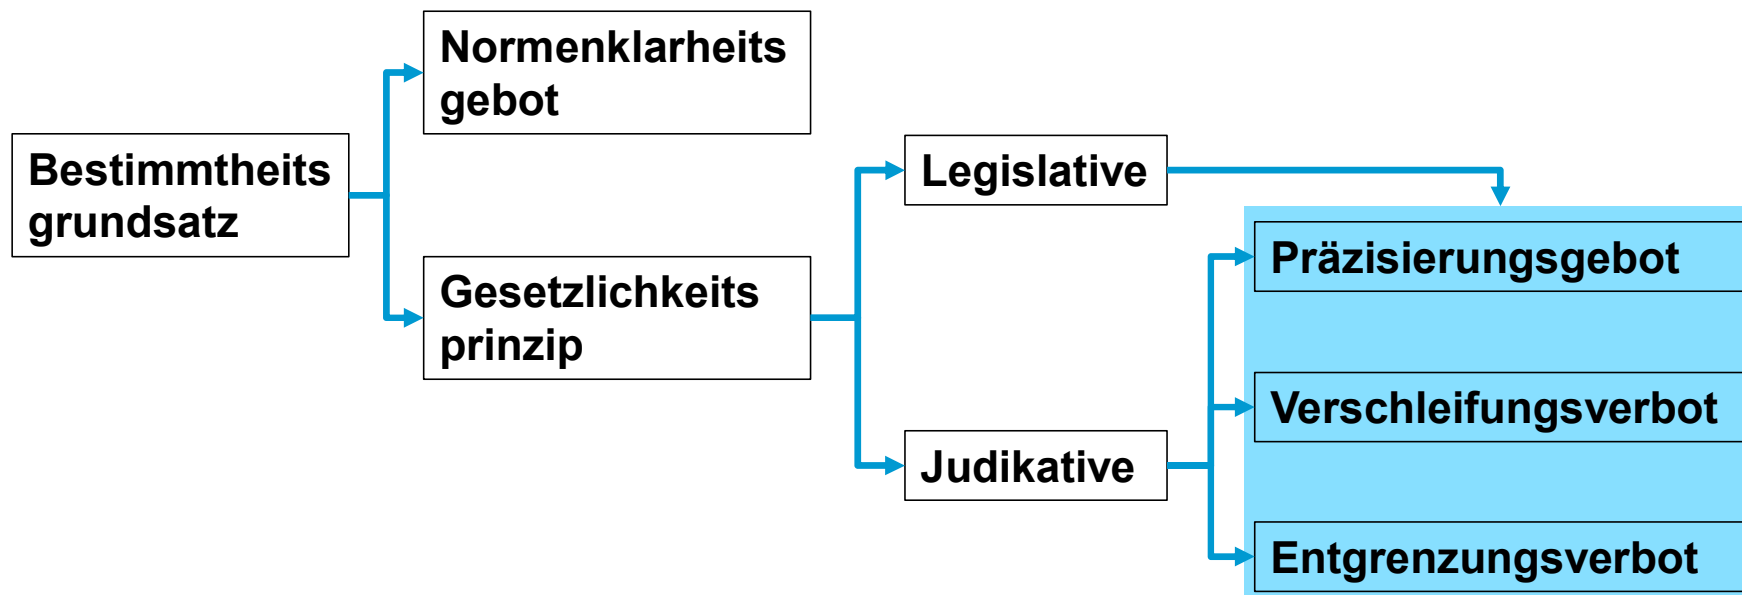 Normenklarheits
gebot
Bestimmtheits
grundsatz
Gesetzlichkeits
prinzip
Legislative
Judikative
Präzisierungsgebot
Verschleifungsverbot
Entgrenzungsverbot